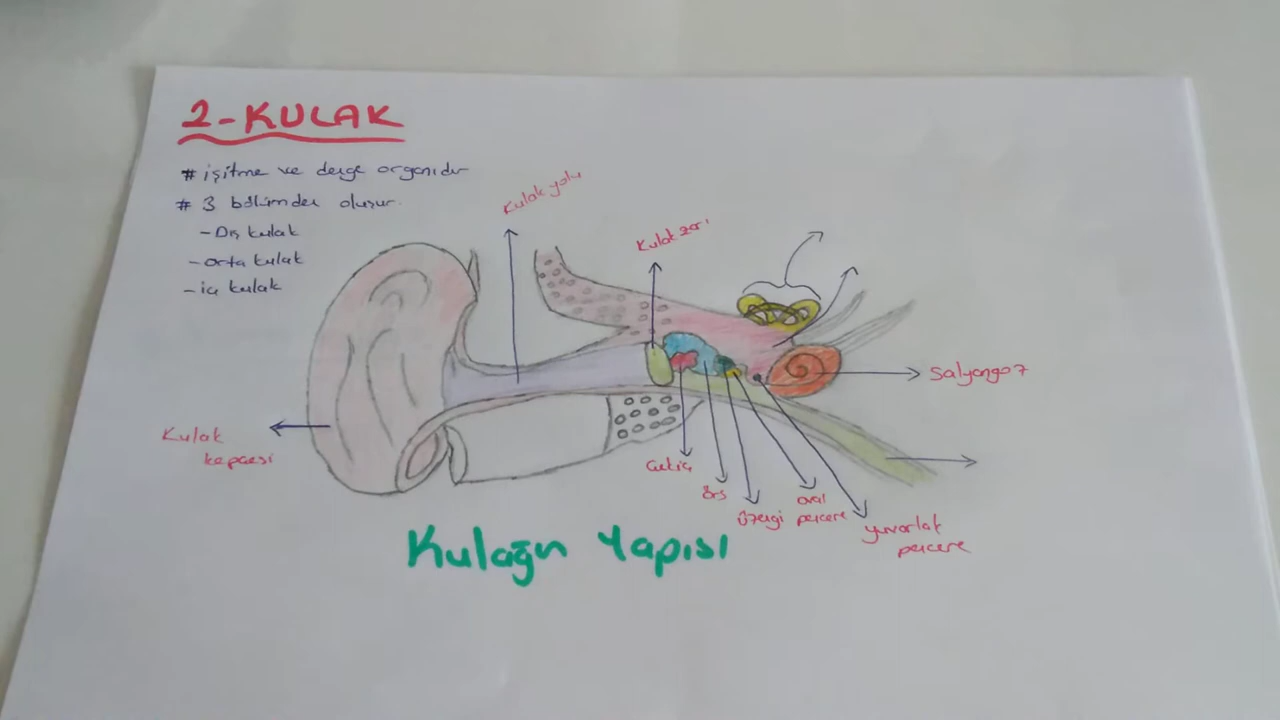 2-KULAK
# işitme ve denge organıdır
# 3 bölümden oluşur.
- Dış kulak
- orta kulak
- iç kulak
Kulak yolu
Kulak zarı
Salyangoz
Kulak
kepçesi
Çekiç
örs
üzengi
oval
pencere
yuvarlak
pencere
Kulağın Yapısı